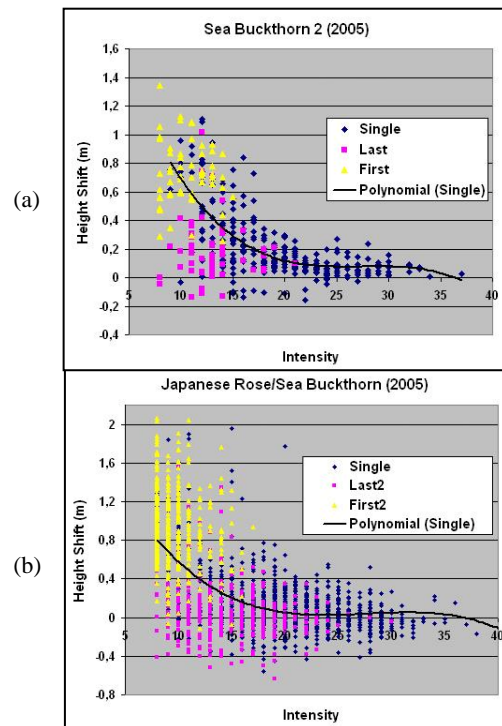 (a)
Sea Buckthorn 2 (2005)
Height Shift (m)
1,6
1,4
1,2
1
0,8
0,6
0,4
0,2
0
-0,2
-0,4
5 10 15 20 25 30 35 40
Intensity
Single
Last
First
Polynomial (Single)
(b)
Japanese Rose/Sea Buckthorn (2005)
Height Shift (m)
2
1,6
1,2
0,8
0,4
0
-0,4
-0,8
5 10 15 20 25 30 35 40
Intensity
Single
Last2
First2
Polynomial (Single)